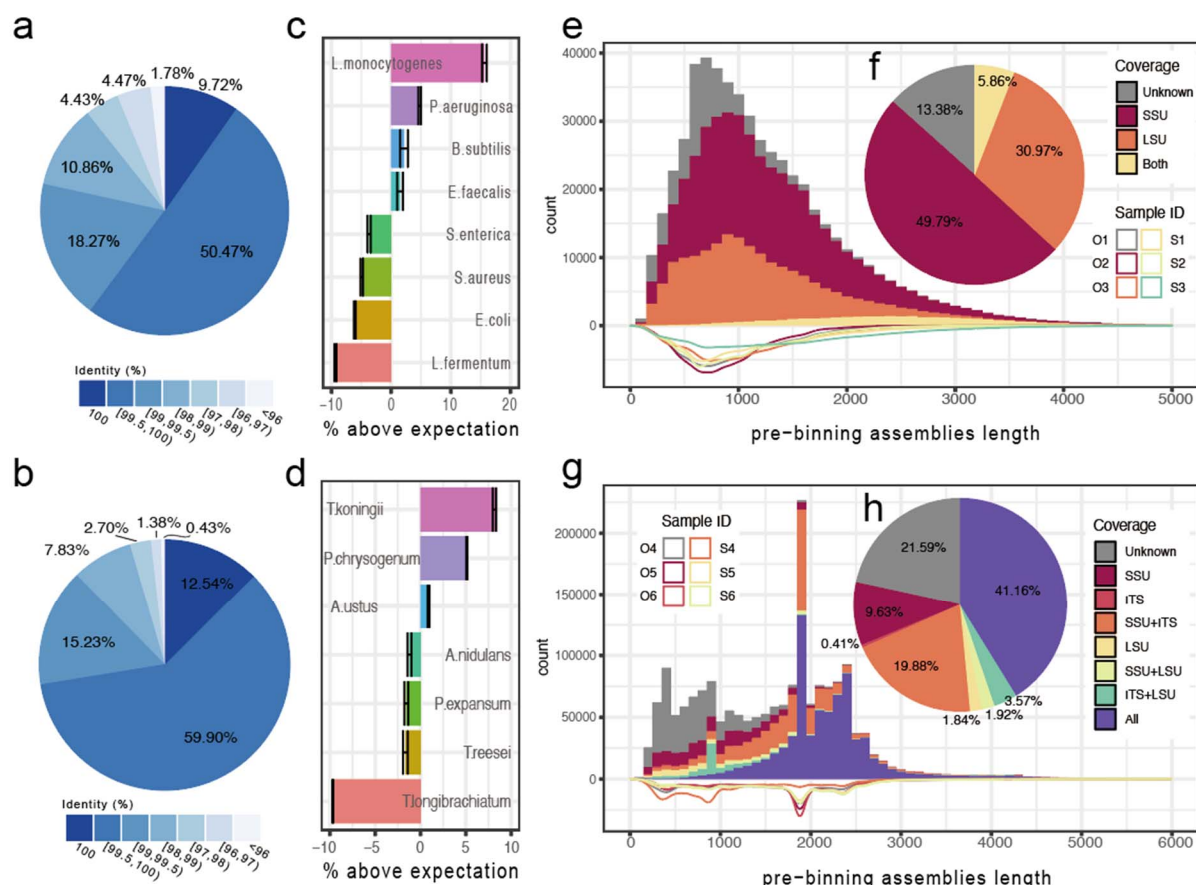 a
4.47%
1.78%
9.72%
4.43%
10.86%
18.27%
50.47%
Identity (%)
100
[99.5,100)
[99,99.5)
[98,99)
[97,98)
[96,97)
<96
b
2.70%
1.38%
0.43%
7.83%
12.54%
15.23%
59.90%
Identity (%)
100
[99.5,100)
[99,99.5)
[98,99)
[97,98)
[96,97)
<96
c
L.monocytogenes
P.aeruginosa
B.subtilis
E.faecalis
S.enterica
S.aureus
E.coli
L.fermentum
−10 0 10 20
% above expectation
d
T.koningii
P.chrysogenum
A.ustus
A.nidulans
P.expansum
T.reesei
T.longibrachiatum
−10 −5 0 5 10
% above expectation
e
40000
30000
20000
10000
0
count
0 1000 2000 3000 4000 5000
pre-binning assemblies length
f
5.86%
13.38%
30.97%
49.79%
Coverage
Unknown
SSU
LSU
Both
Sample ID
O1 S1
O2 S2
O3 S3
g
200000
150000
100000
50000
0
count
0 1000 2000 3000 4000 5000 6000
pre-binning assemblies length
Sample ID
O4 S4
O5 S5
O6 S6
h
21.59%
41.16%
9.63%
0.41%
19.88%
3.57%
1.84%
1.92%
Coverage
Unknown
SSU
ITS
SSU+ITS
LSU
SSU+LSU
ITS+LSU
All